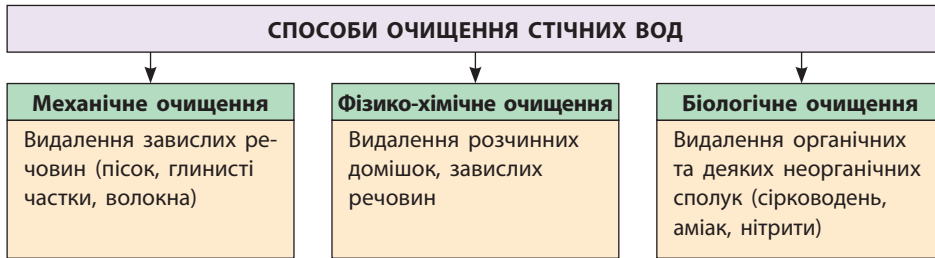 СПОСОБИ ОЧИЩЕННЯ СТІЧНИХ ВОД
Механічне очищення
Видалення завислих ре-
човин (пісок, глинисті
частки, волокна)
Фізико-хімічне очищення
Видалення розчинних
домішок, завислих
речовин
Біологічне очищення
Видалення органічних
та деяких неорганічних
сполук (сірководень,
аміак, нітрити)